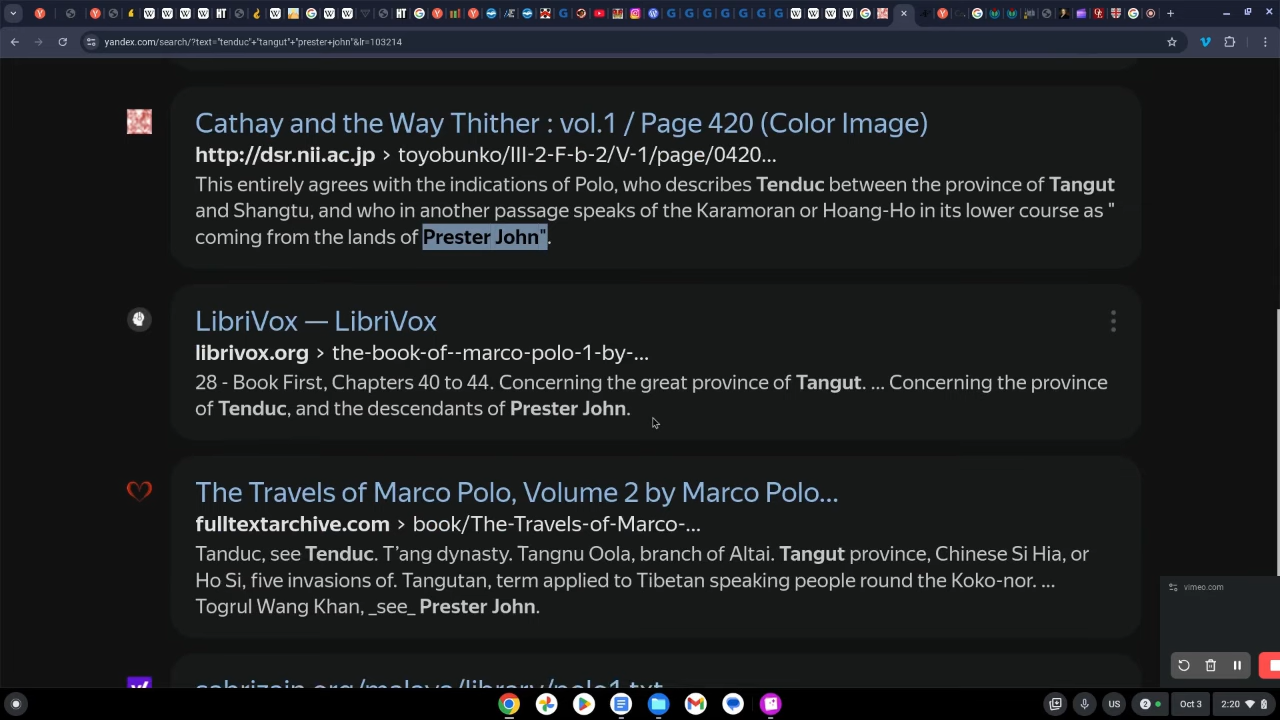 yandex.com/search/?text="tenduc"+"tangut"+"prester+john"&lr=103214
Cathay and the Way Thither : vol.1 / Page 420 (Color Image)
http://dsr.nii.ac.jp › toyobunko/III-2-F-b-2/V-1/page/0420...
This entirely agrees with the indications of Polo, who describes Tenduc between the province of Tangut
and Shangtu, and who in another passage speaks of the Karamoran or Hoang-Ho in its lower course as "
coming from the lands of Prester John".
LibriVox — LibriVox
librivox.org › the-book-of--marco-polo-1-by-...
28 - Book First, Chapters 40 to 44. Concerning the great province of Tangut. ... Concerning the province
of Tenduc, and the descendants of Prester John.
The Travels of Marco Polo, Volume 2 by Marco Polo...
fulltextarchive.com › book/The-Travels-of-Marco-...
Tanduc, see Tenduc. T'ang dynasty. Tangnu Oola, branch of Altai. Tangut province, Chinese Si Hia, or
Ho Si, five invasions of. Tangutan, term applied to Tibetan speaking people round the Koko-nor. ...
Togrul Wang Khan, _see_ Prester John.
vimeo.com
sabrizain.org/malaya/library/polo1.txt
US
2
Oct 3
2:20